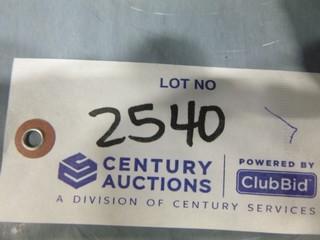 LOT NO
2540
CENTURY AUCTIONS
POWERED BY
ClubBid
A DIVISION OF CENTURY SERVICES